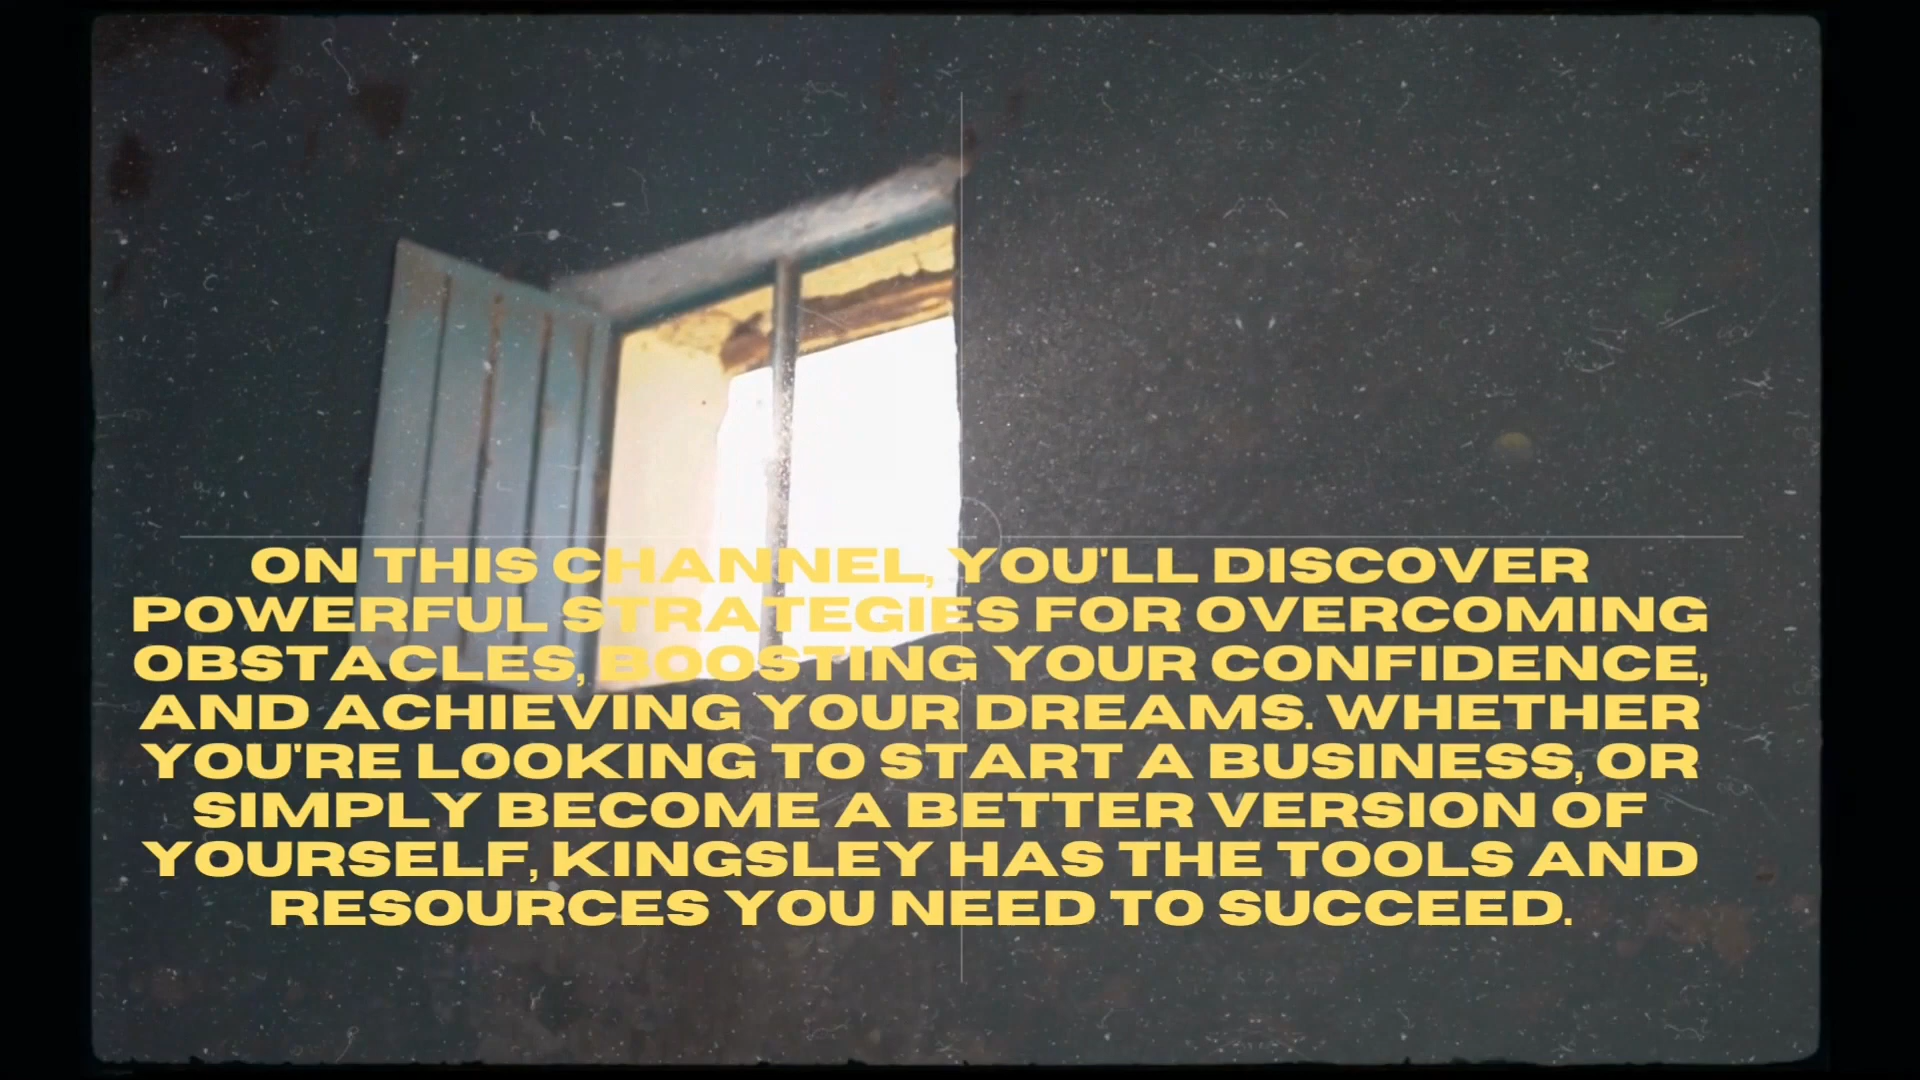 ON THIS CHANNEL, YOU'LL DISCOVER
POWERFUL STRATEGIES FOR OVERCOMING
OBSTACLES, BOOSTING YOUR CONFIDENCE,
AND ACHIEVING YOUR DREAMS. WHETHER
YOU'RE LOOKING TO START A BUSINESS, OR
SIMPLY BECOME A BETTER VERSION OF
YOURSELF, KINGSLEY HAS THE TOOLS AND
RESOURCES YOU NEED TO SUCCEED.